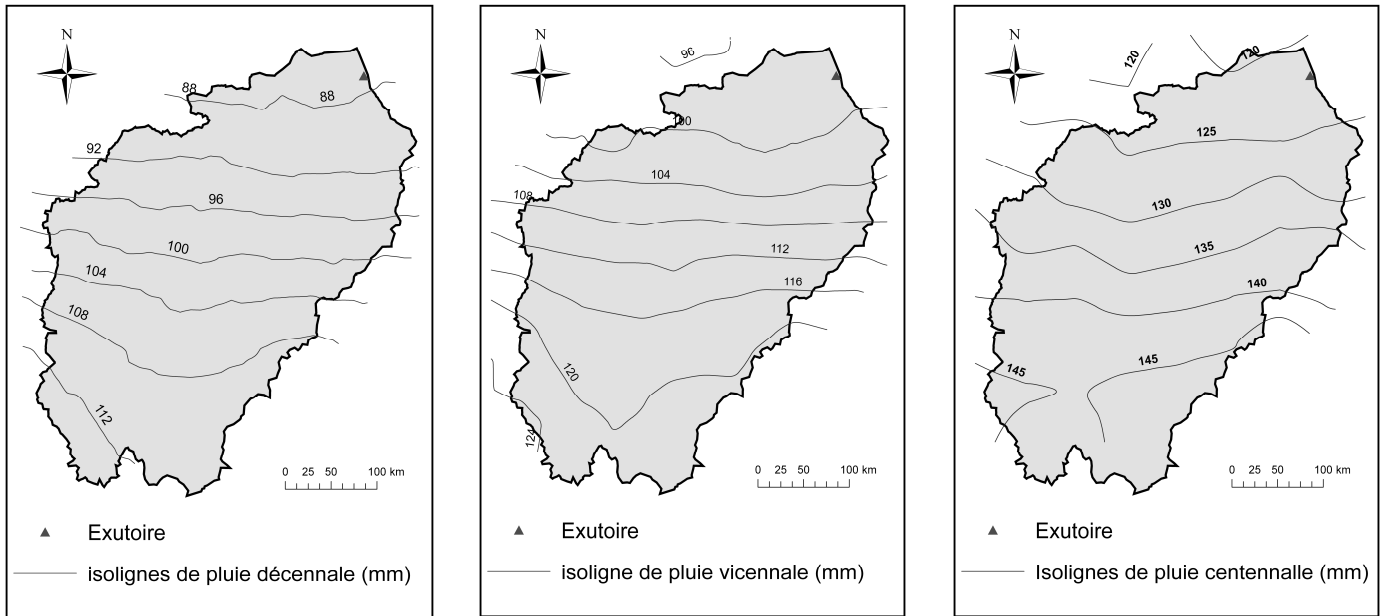 N
88
88
92
96
100
104
108
112
0 25 50 100 km
Exutoire
isolignes de pluie décennale (mm)
N
96
100
104
108
112
116
120
124
0 25 50 100 km
Exutoire
isoligne de pluie vicennale (mm)
N
120
120
125
130
135
140
145
145
0 25 50 100 km
Exutoire
Isolignes de pluie centennalle (mm)